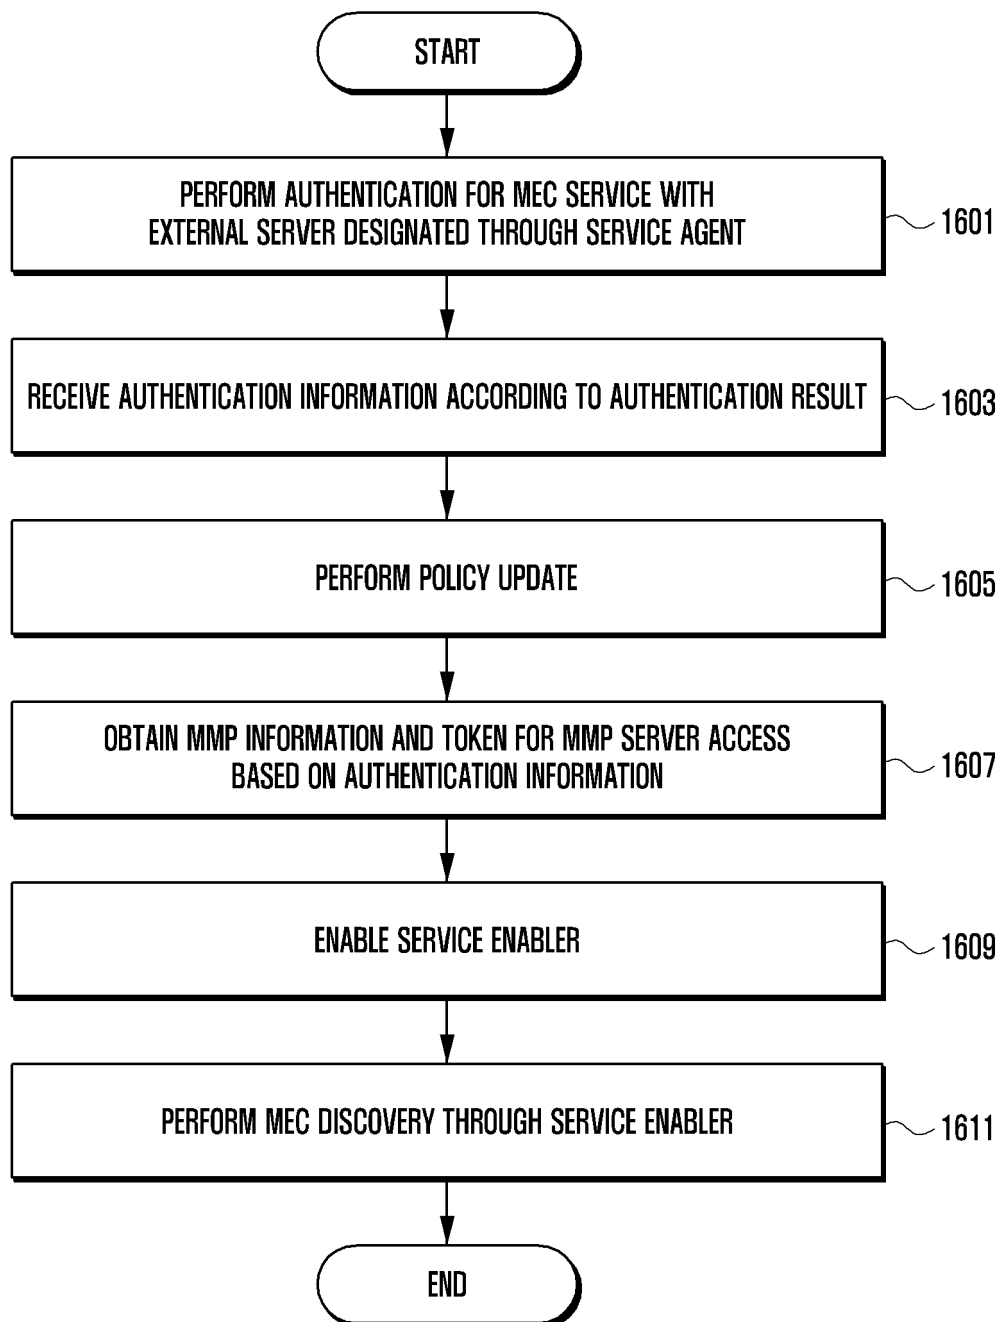 START
PERFORM AUTHENTICATION FOR MEC SERVICE WITH
EXTERNAL SERVER DESIGNATED THROUGH SERVICE AGENT
1601
RECEIVE AUTHENTICATION INFORMATION ACCORDING TO AUTHENTICATION RESULT
1603
PERFORM POLICY UPDATE
1605
OBTAIN MMP INFORMATION AND TOKEN FOR MMP SERVER ACCESS
BASED ON AUTHENTICATION INFORMATION
1607
ENABLE SERVICE ENABLER
1609
PERFORM MEC DISCOVERY THROUGH SERVICE ENABLER
1611
END